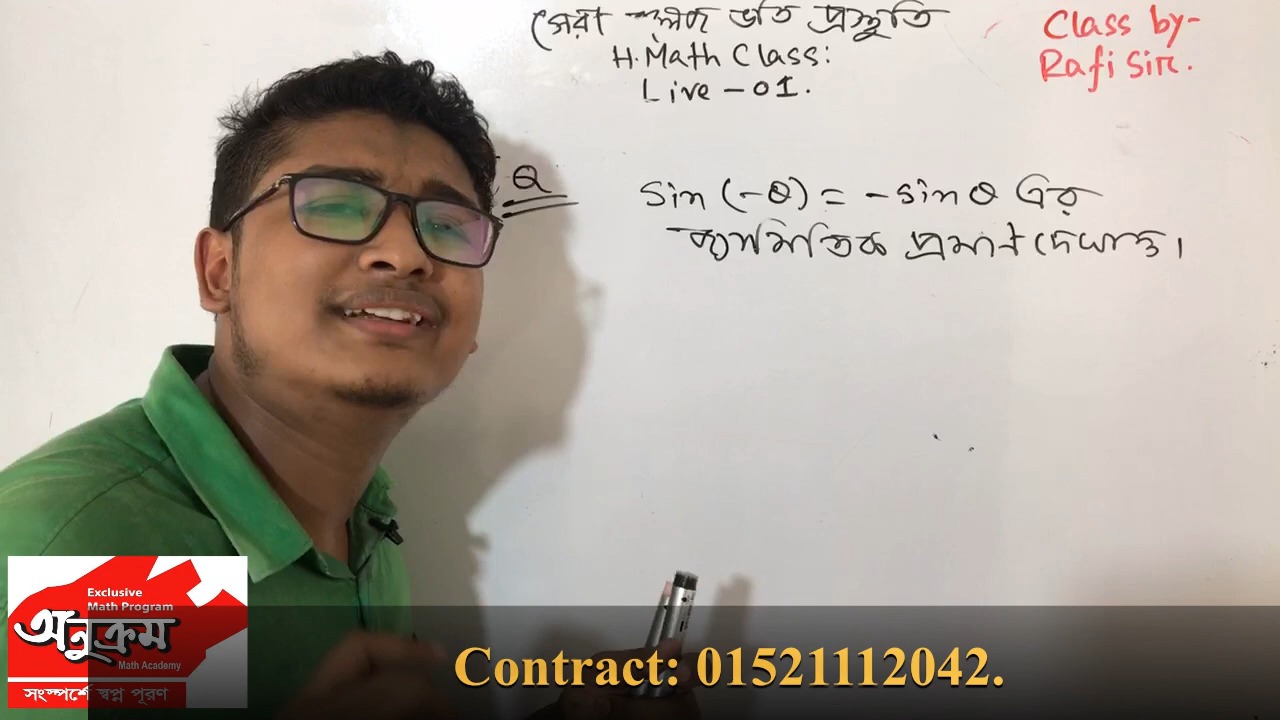 সেরা কলেজ ভর্তি প্রস্তুতি
H.Math Class:
Live - 01.
Class by-
Rafi Sir.
Q
Sin (-θ) = - sin θ এর
জ্যামিতিক প্রমাণ দেখাও।
Exclusive
Math Program
অনুক্রম
Math Academy
সংস্পর্শে স্বপ্ন পূরণ
Contract: 01521112042.